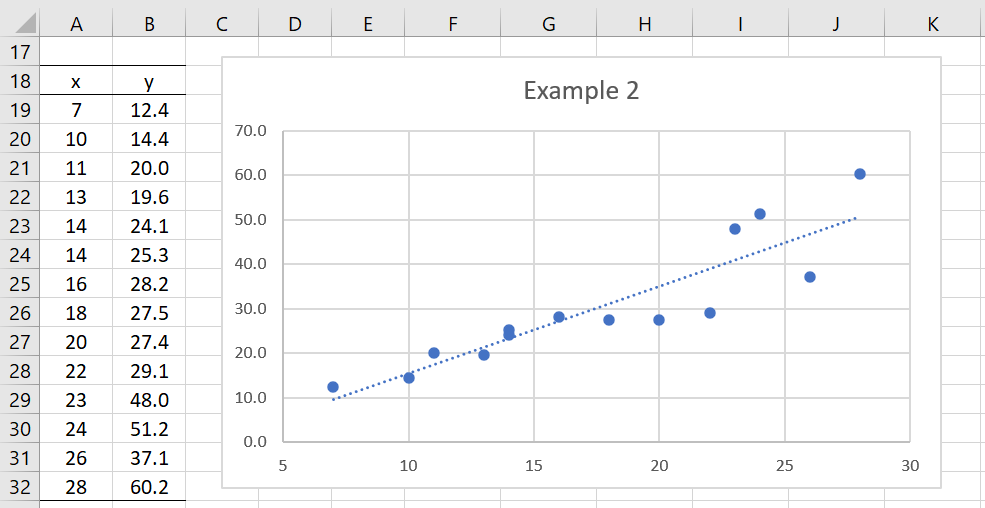 A B C D E F G H I J K
17
18 x y
19 7 12.4
20 10 14.4
21 11 20.0
22 13 19.6
23 14 24.1
24 14 25.3
25 16 28.2
26 18 27.5
27 20 27.4
28 22 29.1
29 23 48.0
30 24 51.2
31 26 37.1
32 28 60.2
Example 2
70.0
60.0
50.0
40.0
30.0
20.0
10.0
0.0
5 10 15 20 25 30